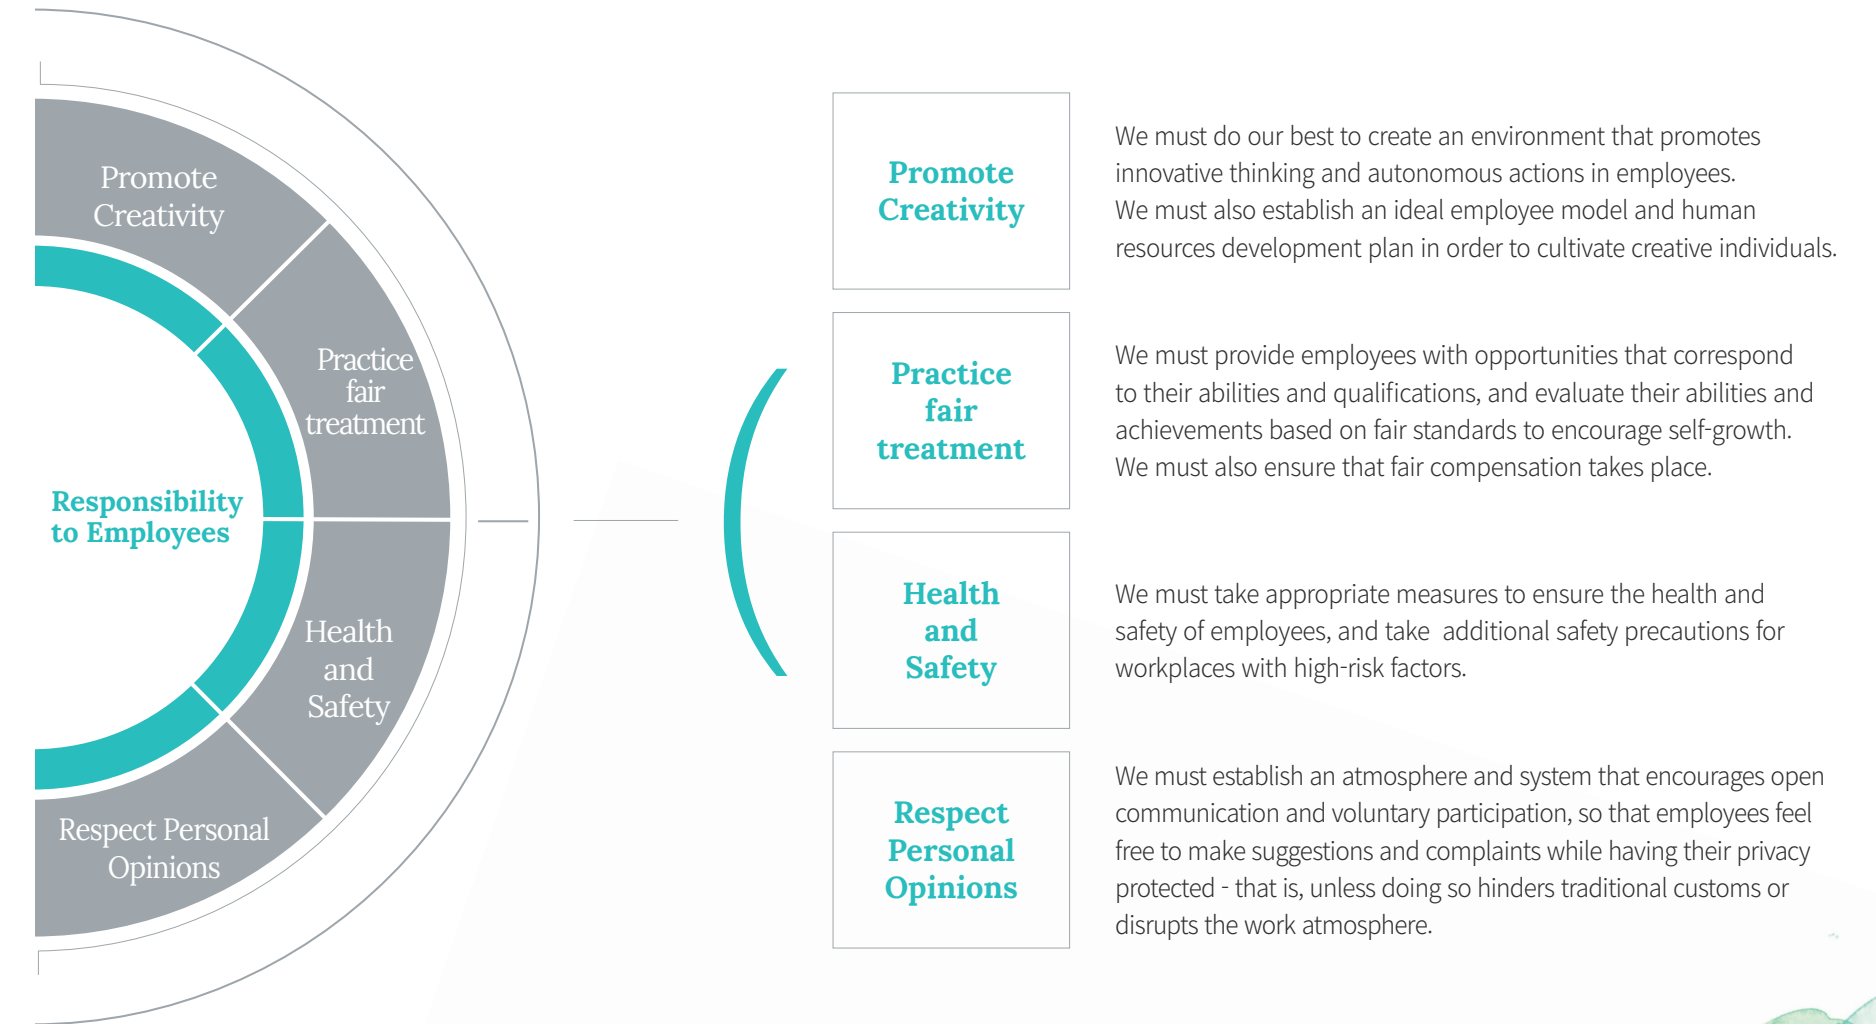 Promote
Creativity
Practice
fair
treatment
Responsibility
to Employees
Health
and
Safety
Respect Personal
Opinions
Promote
Creativity
We must do our best to create an environment that promotes
innovative thinking and autonomous actions in employees.
We must also establish an ideal employee model and human
resources development plan in order to cultivate creative individuals.
Practice
fair
treatment
We must provide employees with opportunities that correspond
to their abilities and qualifications, and evaluate their abilities and
achievements based on fair standards to encourage self-growth.
We must also ensure that fair compensation takes place.
Health
and
Safety
We must take appropriate measures to ensure the health and
safety of employees, and take  additional safety precautions for
workplaces with high-risk factors.
Respect
Personal
Opinions
We must establish an atmosphere and system that encourages open
communication and voluntary participation, so that employees feel
free to make suggestions and complaints while having their privacy
protected - that is, unless doing so hinders traditional customs or
disrupts the work atmosphere.